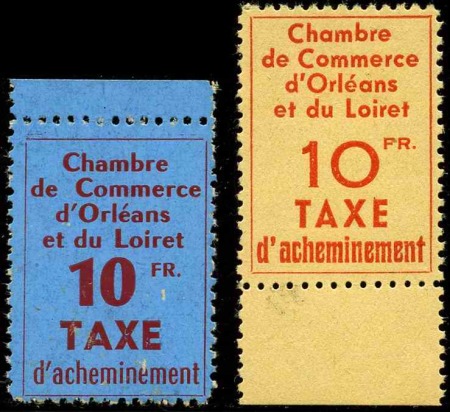 Chambre
de Commerce
d'Orléans
et du Loiret
10 FR.
TAXE
d'acheminement
Chambre
de Commerce
d'Orléans
et du Loiret
10 FR.
TAXE
d'acheminement